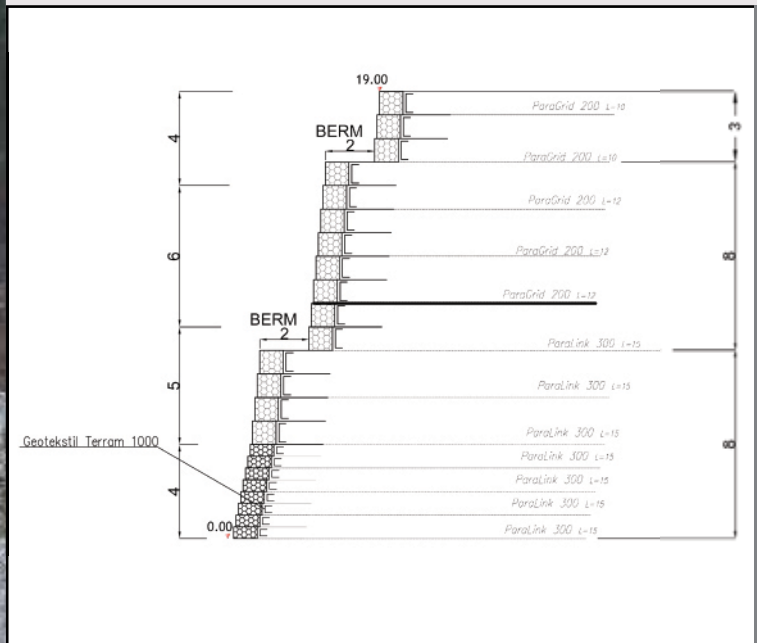 19.00
ParaGrid 200 L=10
4
3
BERM
2
ParaGrid 200 L=10
ParaGrid 200 L=12
6
ParaGrid 200 L=12
8
ParaGrid 200 L=12
BERM
2
ParaLink 300 L=15
5
ParaLink 300 L=15
ParaLink 300 L=15
Geotekstil Terram 1000
ParaLink 300 L=15
8
4
ParaLink 300 L=15
ParaLink 300 L=15
0.00
ParaLink 300 L=15